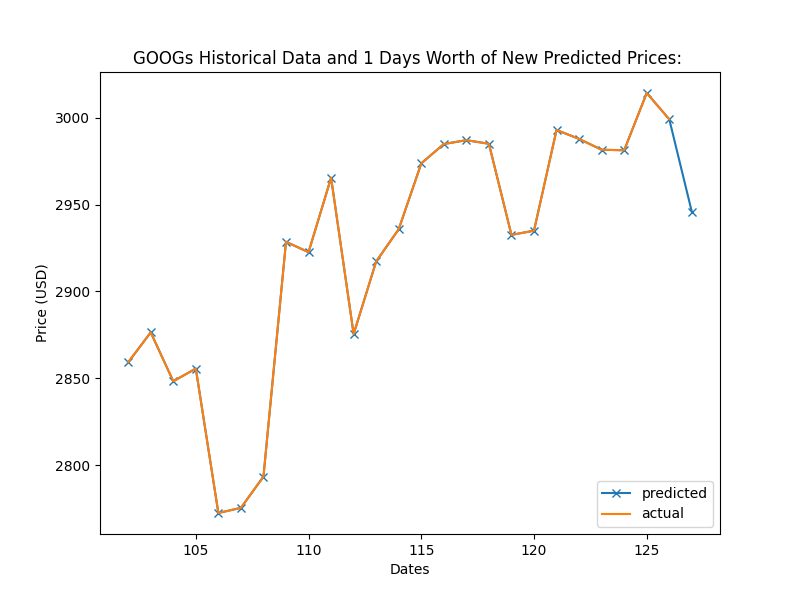 GOOGs Historical Data and 1 Days Worth of New Predicted Prices:
Price (USD)
3000
2950
2900
2850
2800
105 110 115 120 125
Dates
predicted
actual